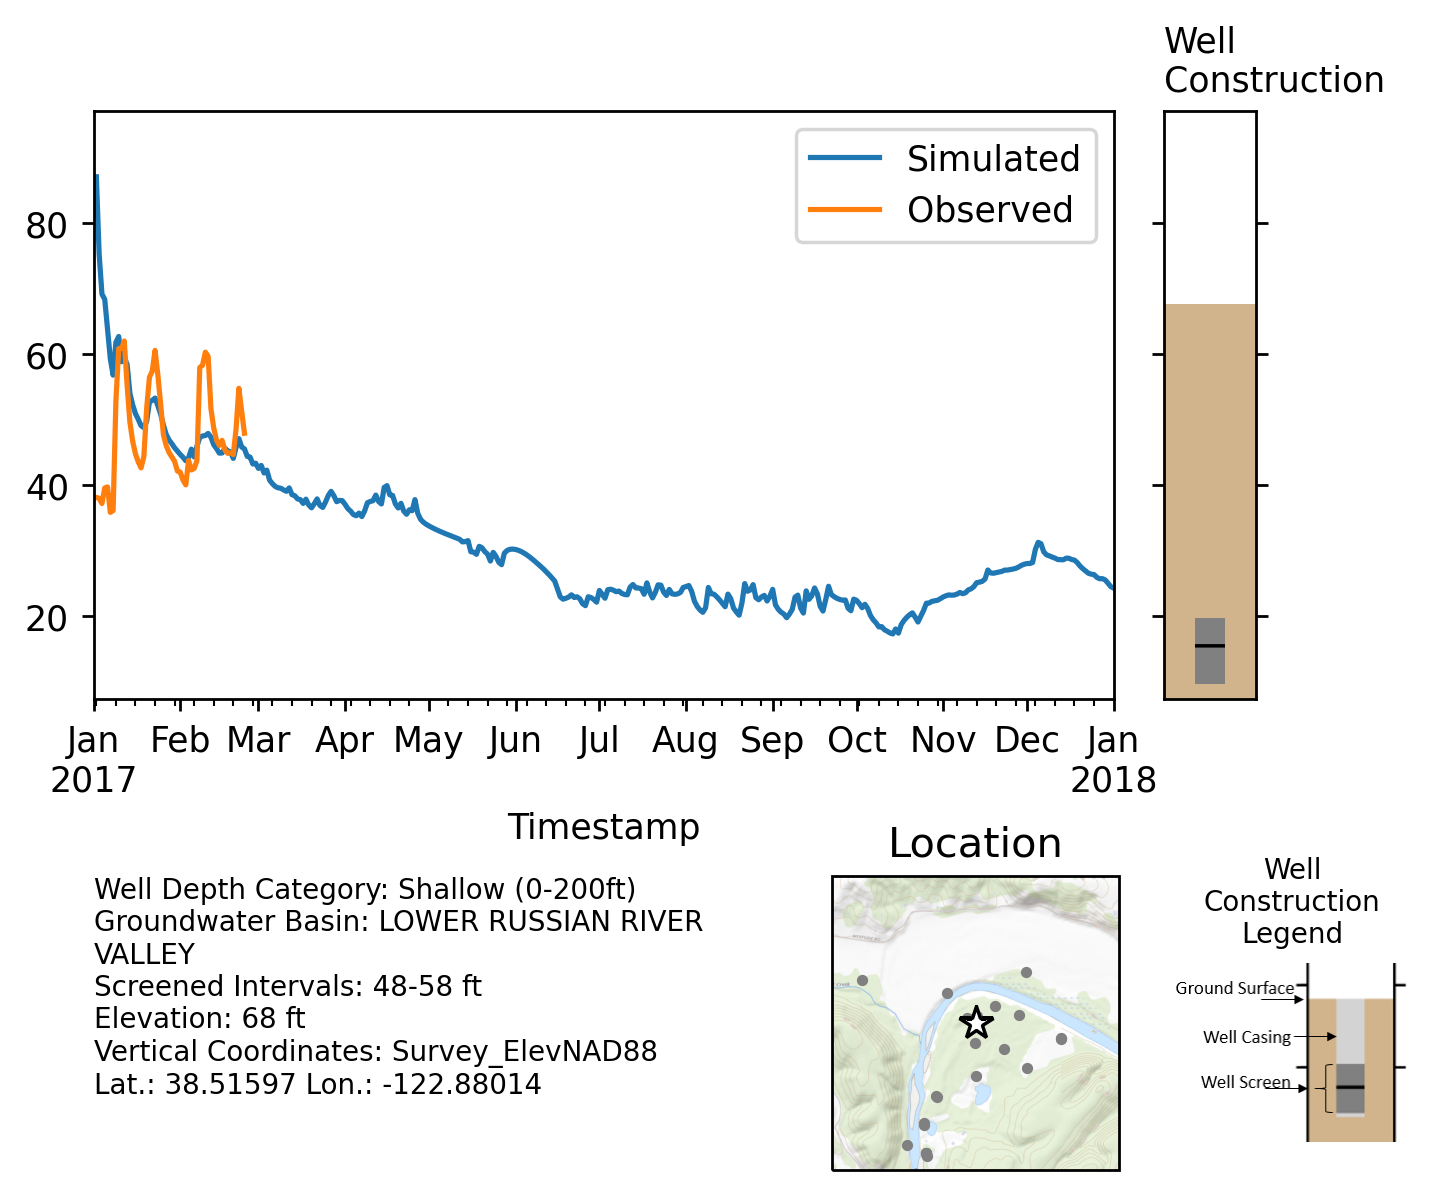 Well
Construction
Simulated
Observed
80
60
40
20
Jan Feb Mar Apr May Jun Jul Aug Sep Oct Nov Dec Jan
2017 2018
Timestamp
Well Depth Category: Shallow (0-200ft)
Groundwater Basin: LOWER RUSSIAN RIVER
VALLEY
Screened Intervals: 48-58 ft
Elevation: 68 ft
Vertical Coordinates: Survey_ElevNAD88
Lat.: 38.51597 Lon.: -122.88014
Location
Well
Construction
Legend
Ground Surface
Well Casing
Well Screen